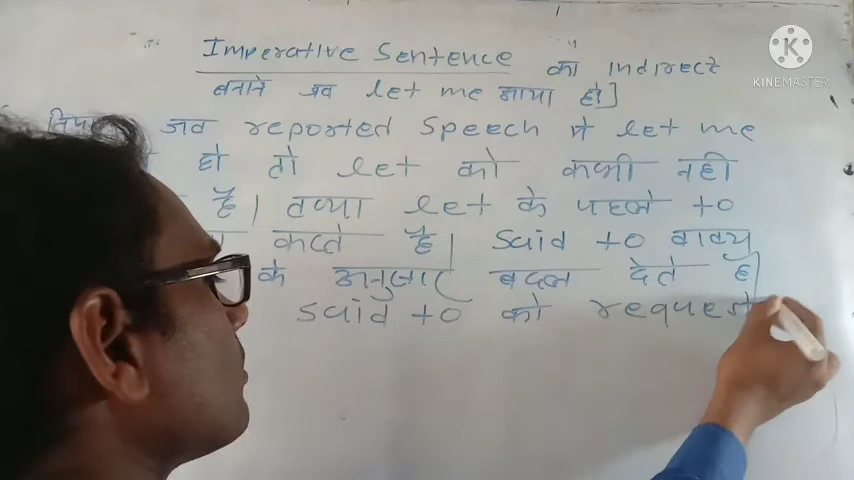 Imperative Sentence का Indirect
बनाने जब let me आया हो]
जब reported Speech मे let me
हो तो let को कभी नही
है। तथा let के पहले to
करते है। Said to वाक्य
के अनुसार बदल देते है
said to को request
K
KINEMASTER